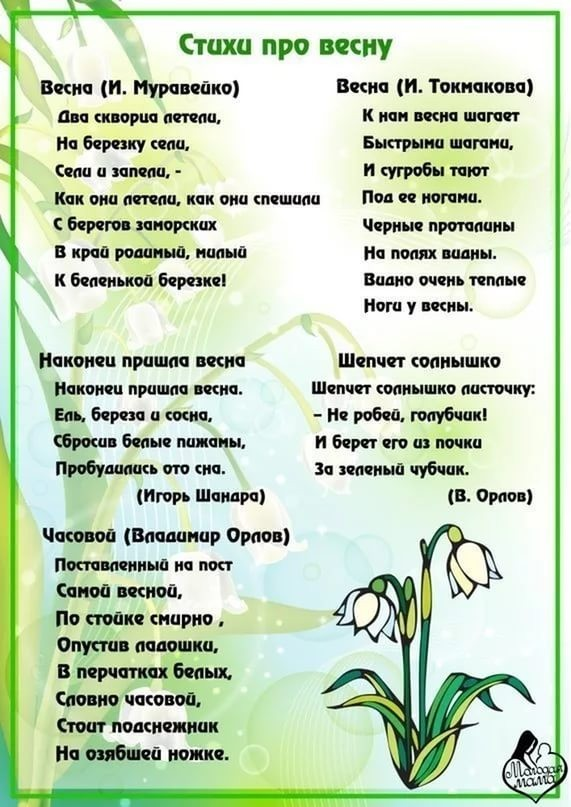 Стихи про весну
Весна (И. Муравейко)
Два скворца летели,
На березку сели,
Сели и запели, -
Как они летели, как они спешили
С берегов заморских
В край родимый, милый
К беленькой березке!
Весна (И. Токмакова)
К нам весна шагает
Быстрыми шагами,
И сугробы тают
Под ее ногами.
Черные проталины
На полях видны.
Видно очень теплые
Ноги у весны.
Наконец пришла весна
Наконец пришла весна.
Ель, береза и сосна,
Сбросив белые пижамы,
Пробудились ото сна.
(Игорь Шандра)
Шепчет солнышко
Шепчет солнышко листочку:
– Не робей, голубчик!
И берет его из почки
За зеленый чубчик.
(В. Орлов)
Часовой (Владимир Орлов)
Поставленный на пост
Самой весной,
По стойке смирно ,
Опустив ладошки,
В перчатках белых,
Словно часовой,
Стоит подснежник
На озябшей ножке.
Молодая
мама